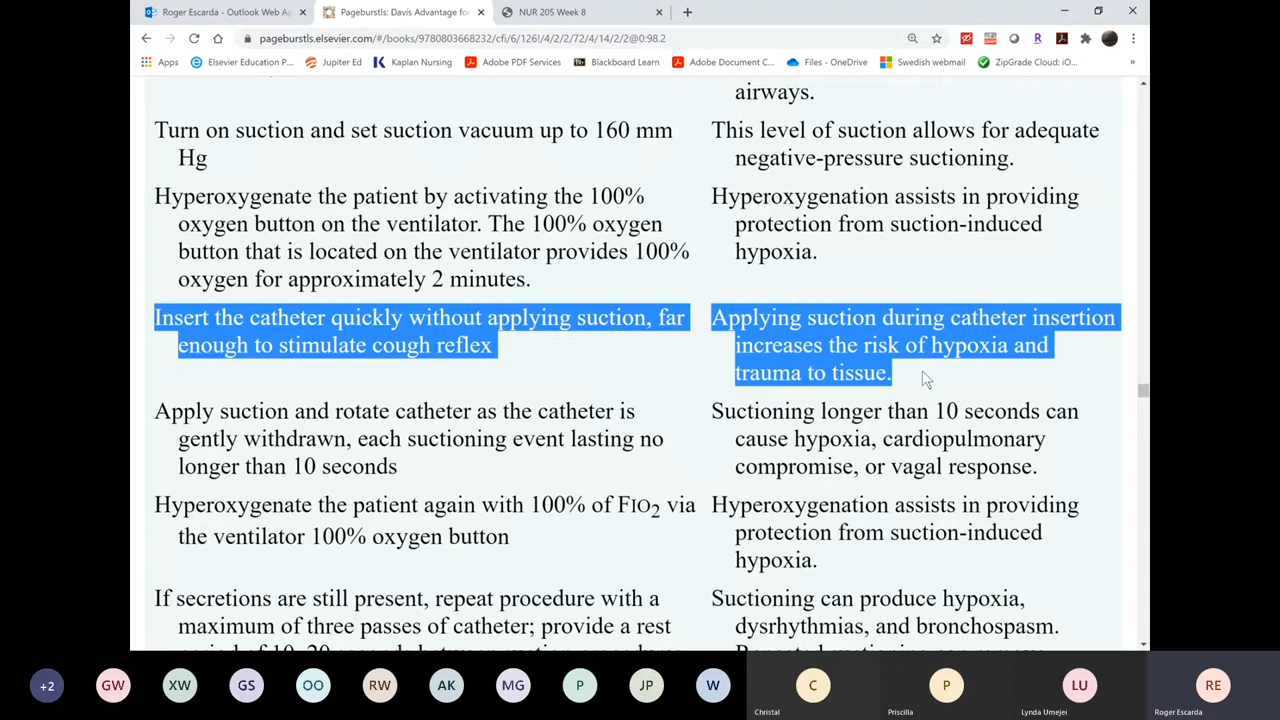 Roger Escarda - Outlook Web Ap
Pageburstls: Davis Advantage for
NUR 205 Week 8
pageburstls.elsevier.com/#/books/9780803668232/cfi/6/126!/4/2/2/72/4/14/2/2@0:98.2
Apps
Elsevier Education P...
Jupiter Ed
Kaplan Nursing
Adobe PDF Services
Blackboard Learn
Adobe Document C...
Files - OneDrive
Swedish webmail
ZipGrade Cloud: iO...
airways.
Turn on suction and set suction vacuum up to 160 mm
Hg
This level of suction allows for adequate
negative-pressure suctioning.
Hyperoxygenate the patient by activating the 100%
oxygen button on the ventilator. The 100% oxygen
button that is located on the ventilator provides 100%
oxygen for approximately 2 minutes.
Hyperoxygenation assists in providing
protection from suction-induced
hypoxia.
Insert the catheter quickly without applying suction, far
enough to stimulate cough reflex
Applying suction during catheter insertion
increases the risk of hypoxia and
trauma to tissue.
Apply suction and rotate catheter as the catheter is
gently withdrawn, each suctioning event lasting no
longer than 10 seconds
Suctioning longer than 10 seconds can
cause hypoxia, cardiopulmonary
compromise, or vagal response.
Hyperoxygenate the patient again with 100% of FIO2 via
the ventilator 100% oxygen button
Hyperoxygenation assists in providing
protection from suction-induced
hypoxia.
If secretions are still present, repeat procedure with a
maximum of three passes of catheter; provide a rest
Suctioning can produce hypoxia,
dysrhythmias, and bronchospasm.
+2
GW
XW
GS
OO
RW
AK
MG
P
JP
W
C
Christal
P
Priscilla
LU
Lynda Umejei
RE
Roger Escarda